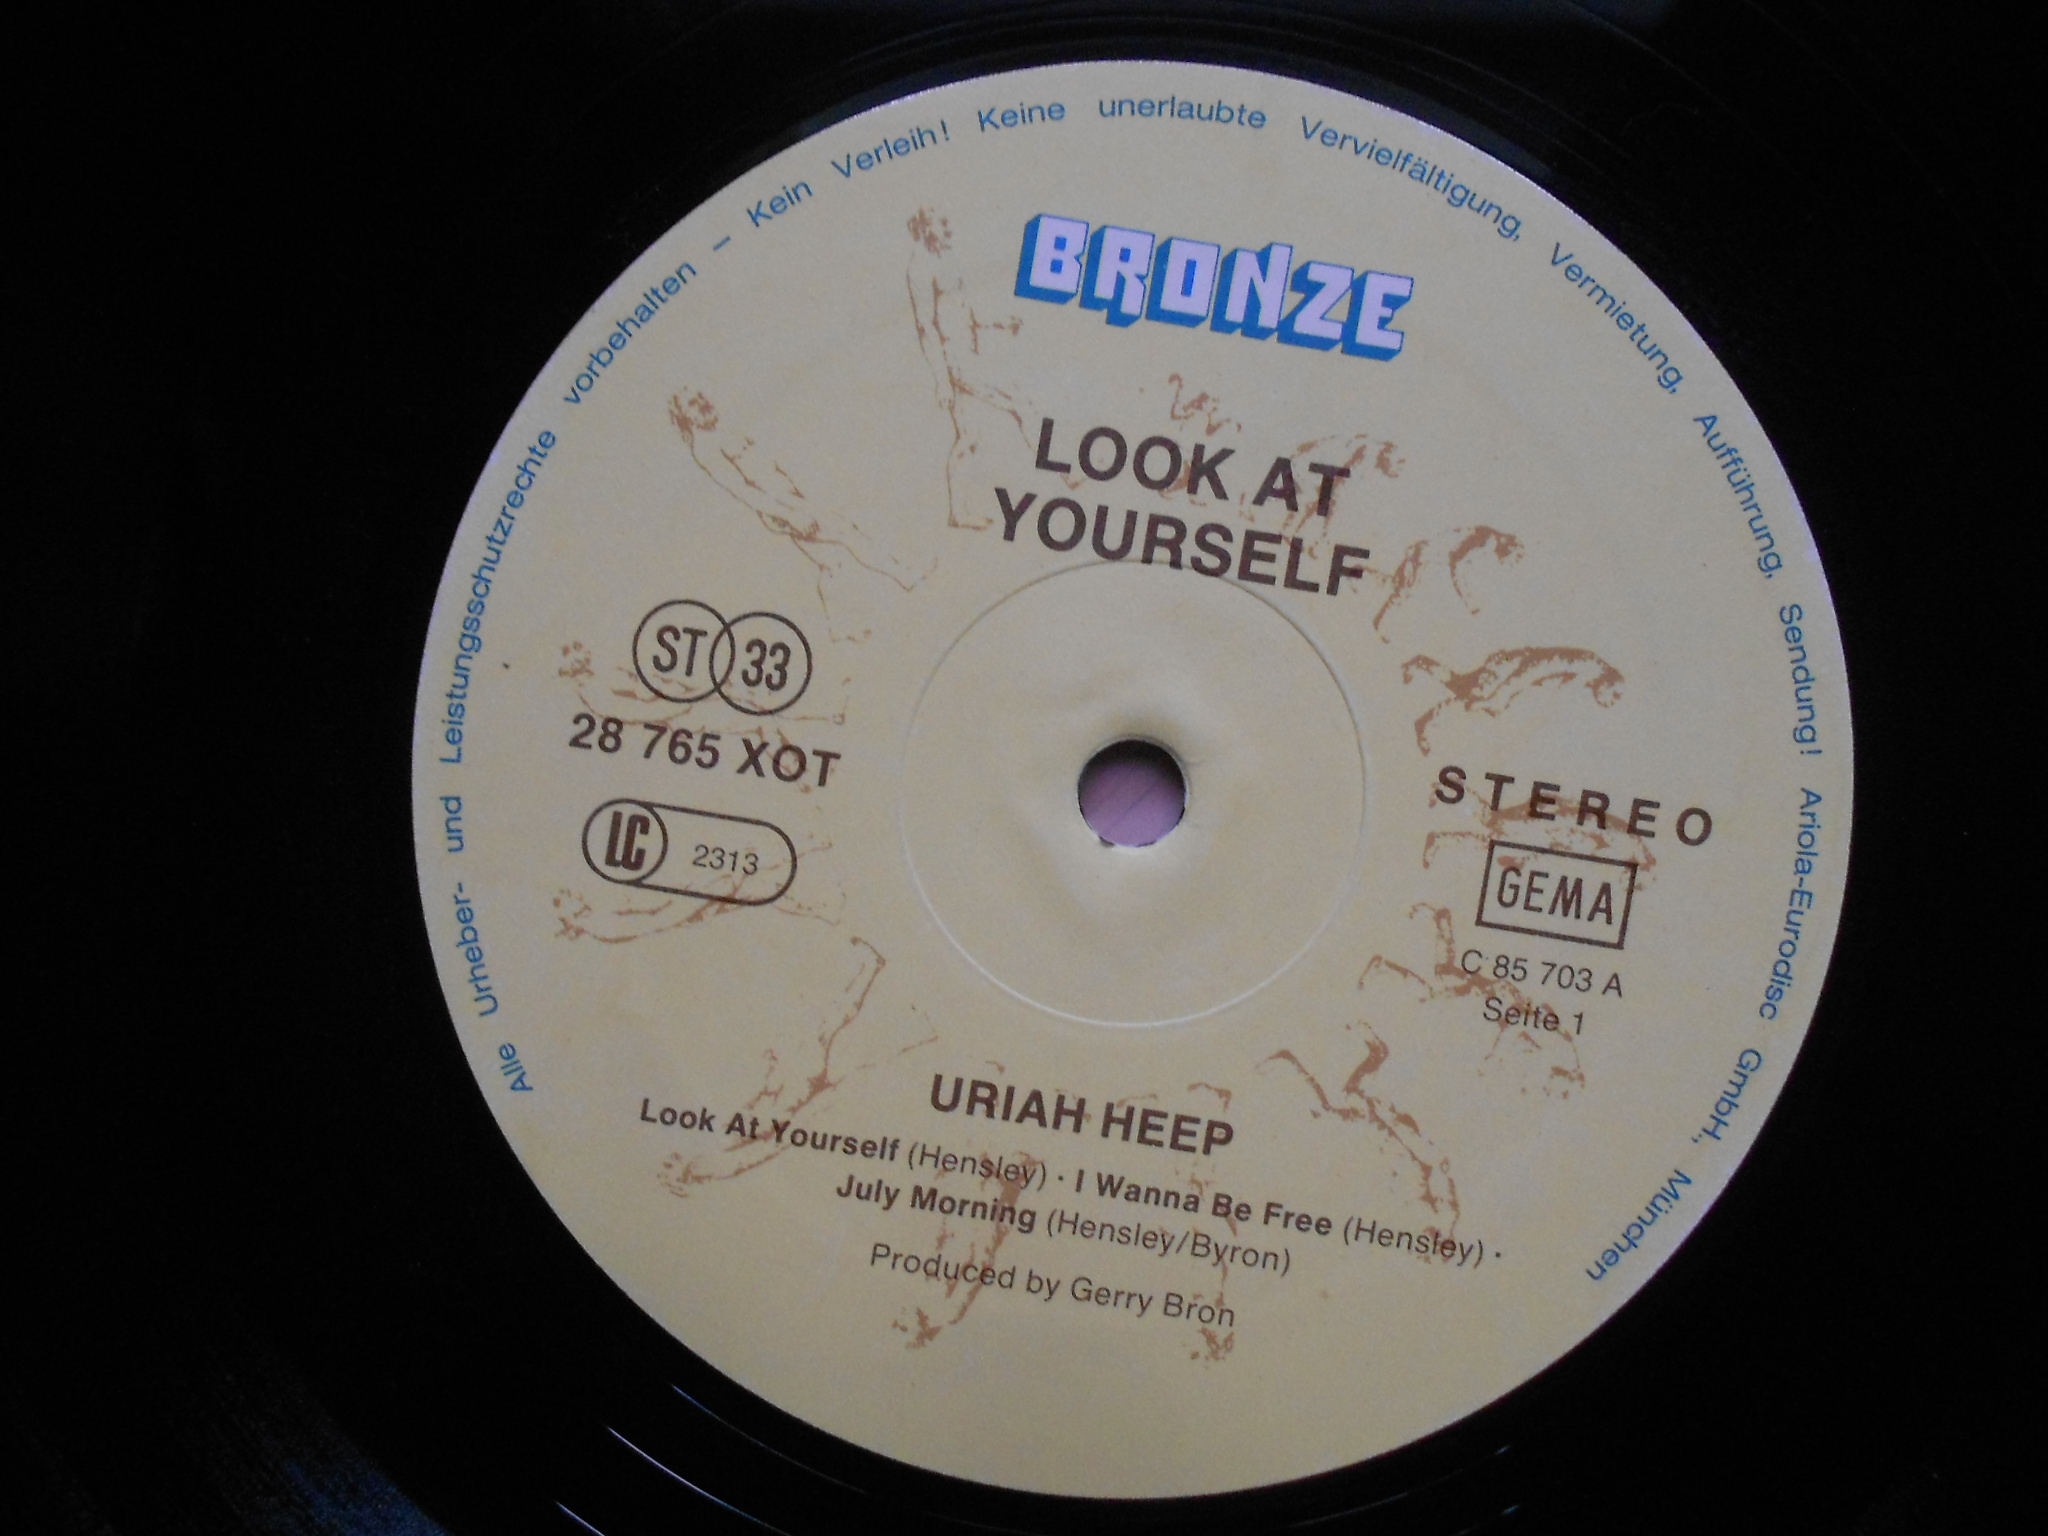 Alle Urheber- und Leistungsschutzrechte vorbehalten – Kein Verleih! Keine unerlaubte Vervielfältigung, Vermietung, Aufführung, Sendung! Ariola-Eurodisc GmbH., München
BRONZE
LOOK AT
YOURSELF
ST 33
28 765 XOT
LC 2313
STEREO
GEMA
C 85 703 A
Seite 1
URIAH HEEP
Look At Yourself (Hensley) · I Wanna Be Free (Hensley) ·
July Morning (Hensley/Byron)
Produced by Gerry Bron